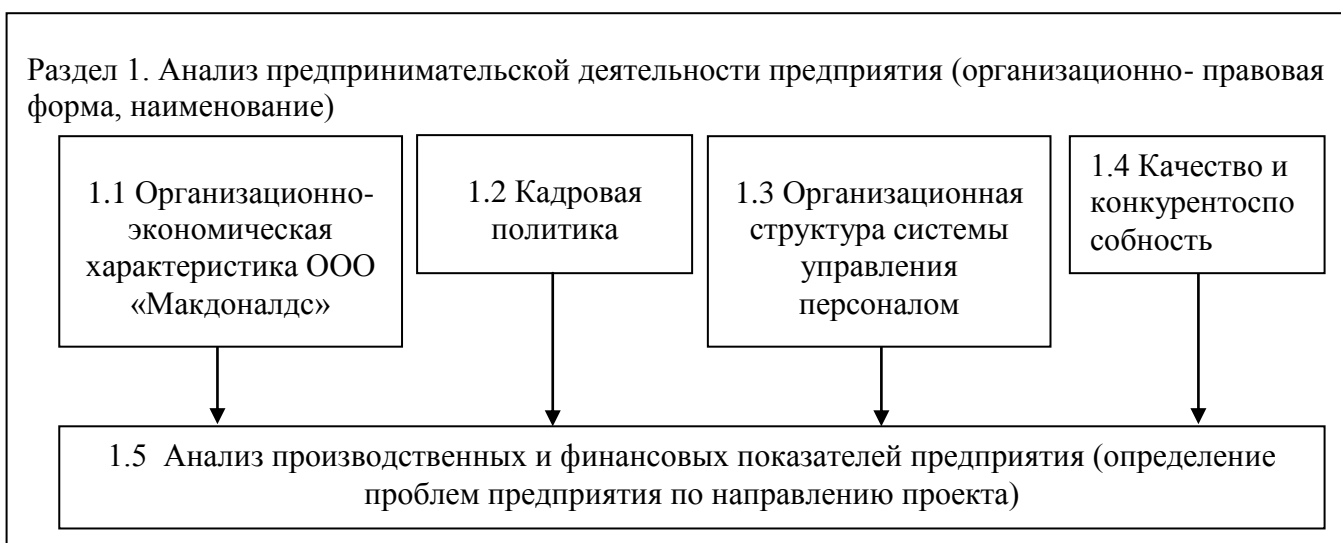 Раздел 1. Анализ предпринимательской деятельности предприятия (организационно- правовая
форма, наименование)
1.1 Организационно-
экономическая
характеристика ООО
«Макдоналдс»
1.2 Кадровая
политика
1.3 Организационная
структура системы
управления
персоналом
1.4 Качество и
конкурентоспо
собность
1.5 Анализ производственных и финансовых показателей предприятия (определение
проблем предприятия по направлению проекта)